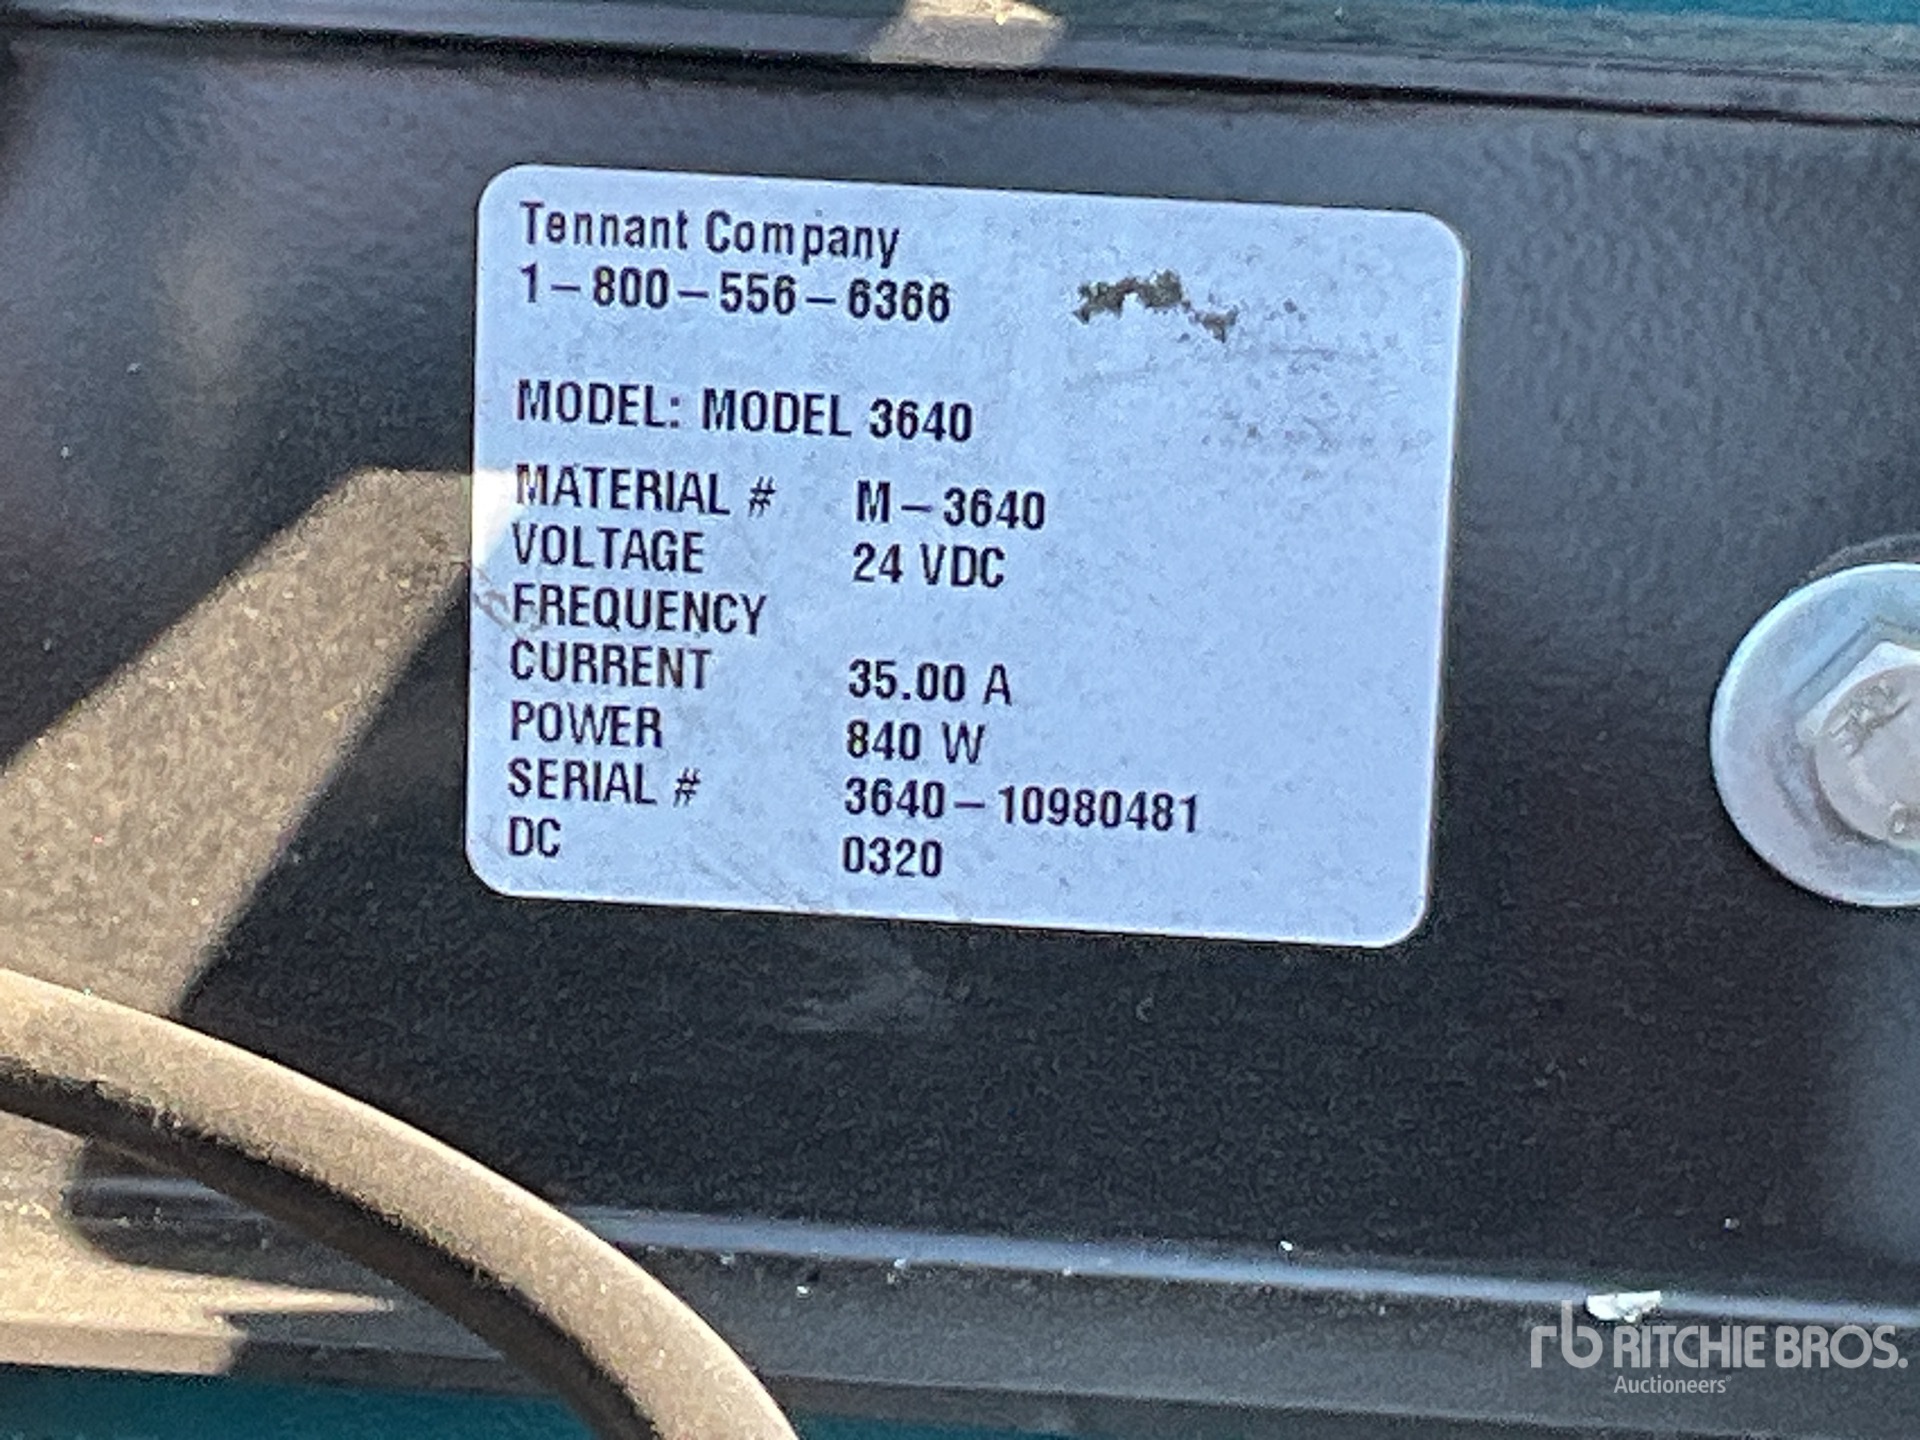 Tennant Company
1-800-556-6366
MODEL: MODEL 3640
MATERIAL # M-3640
VOLTAGE 24 VDC
FREQUENCY
CURRENT 35.00 A
POWER 840 W
SERIAL # 3640-10980481
DC 0320
rb RITCHIE BROS.
Auctioneers